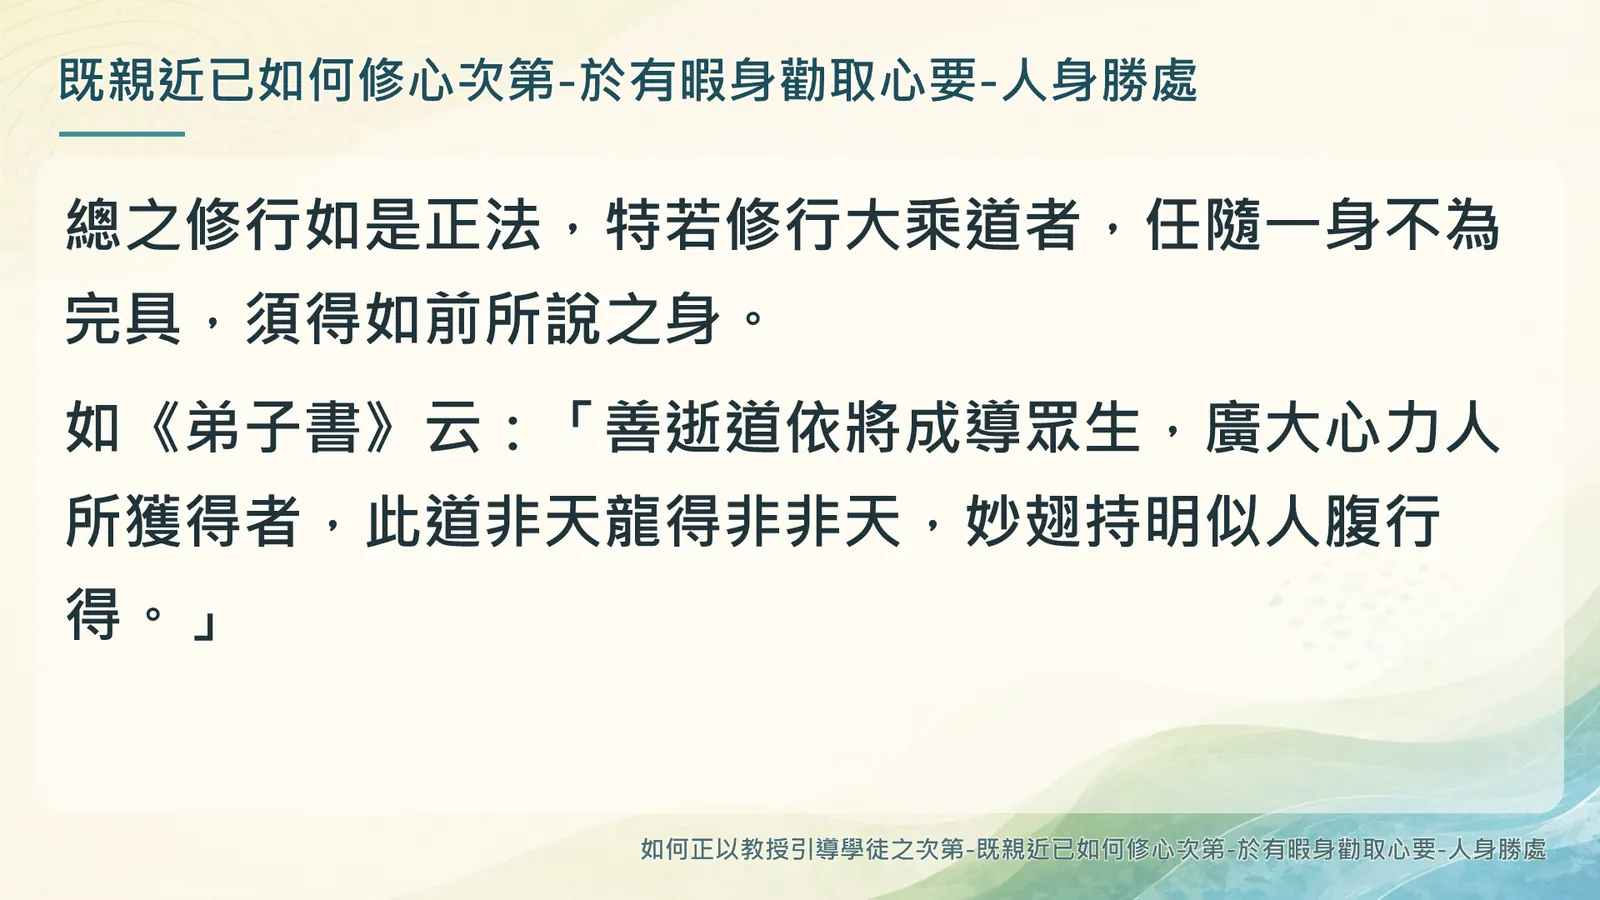 既親近已如何修心次第-於有暇身勸取心要-人身勝處
總之修行如是正法，特若修行大乘道者，任隨一身不為
完具，須得如前所說之身。
如《弟子書》云：「善逝道依將成導眾生，廣大心力人
所獲得者，此道非天龍得非非天，妙翅持明似人腹行
得。」
如何正以教授引導學徒之次第-既親近已如何修心次第-於有暇身勸取心要-人身勝處